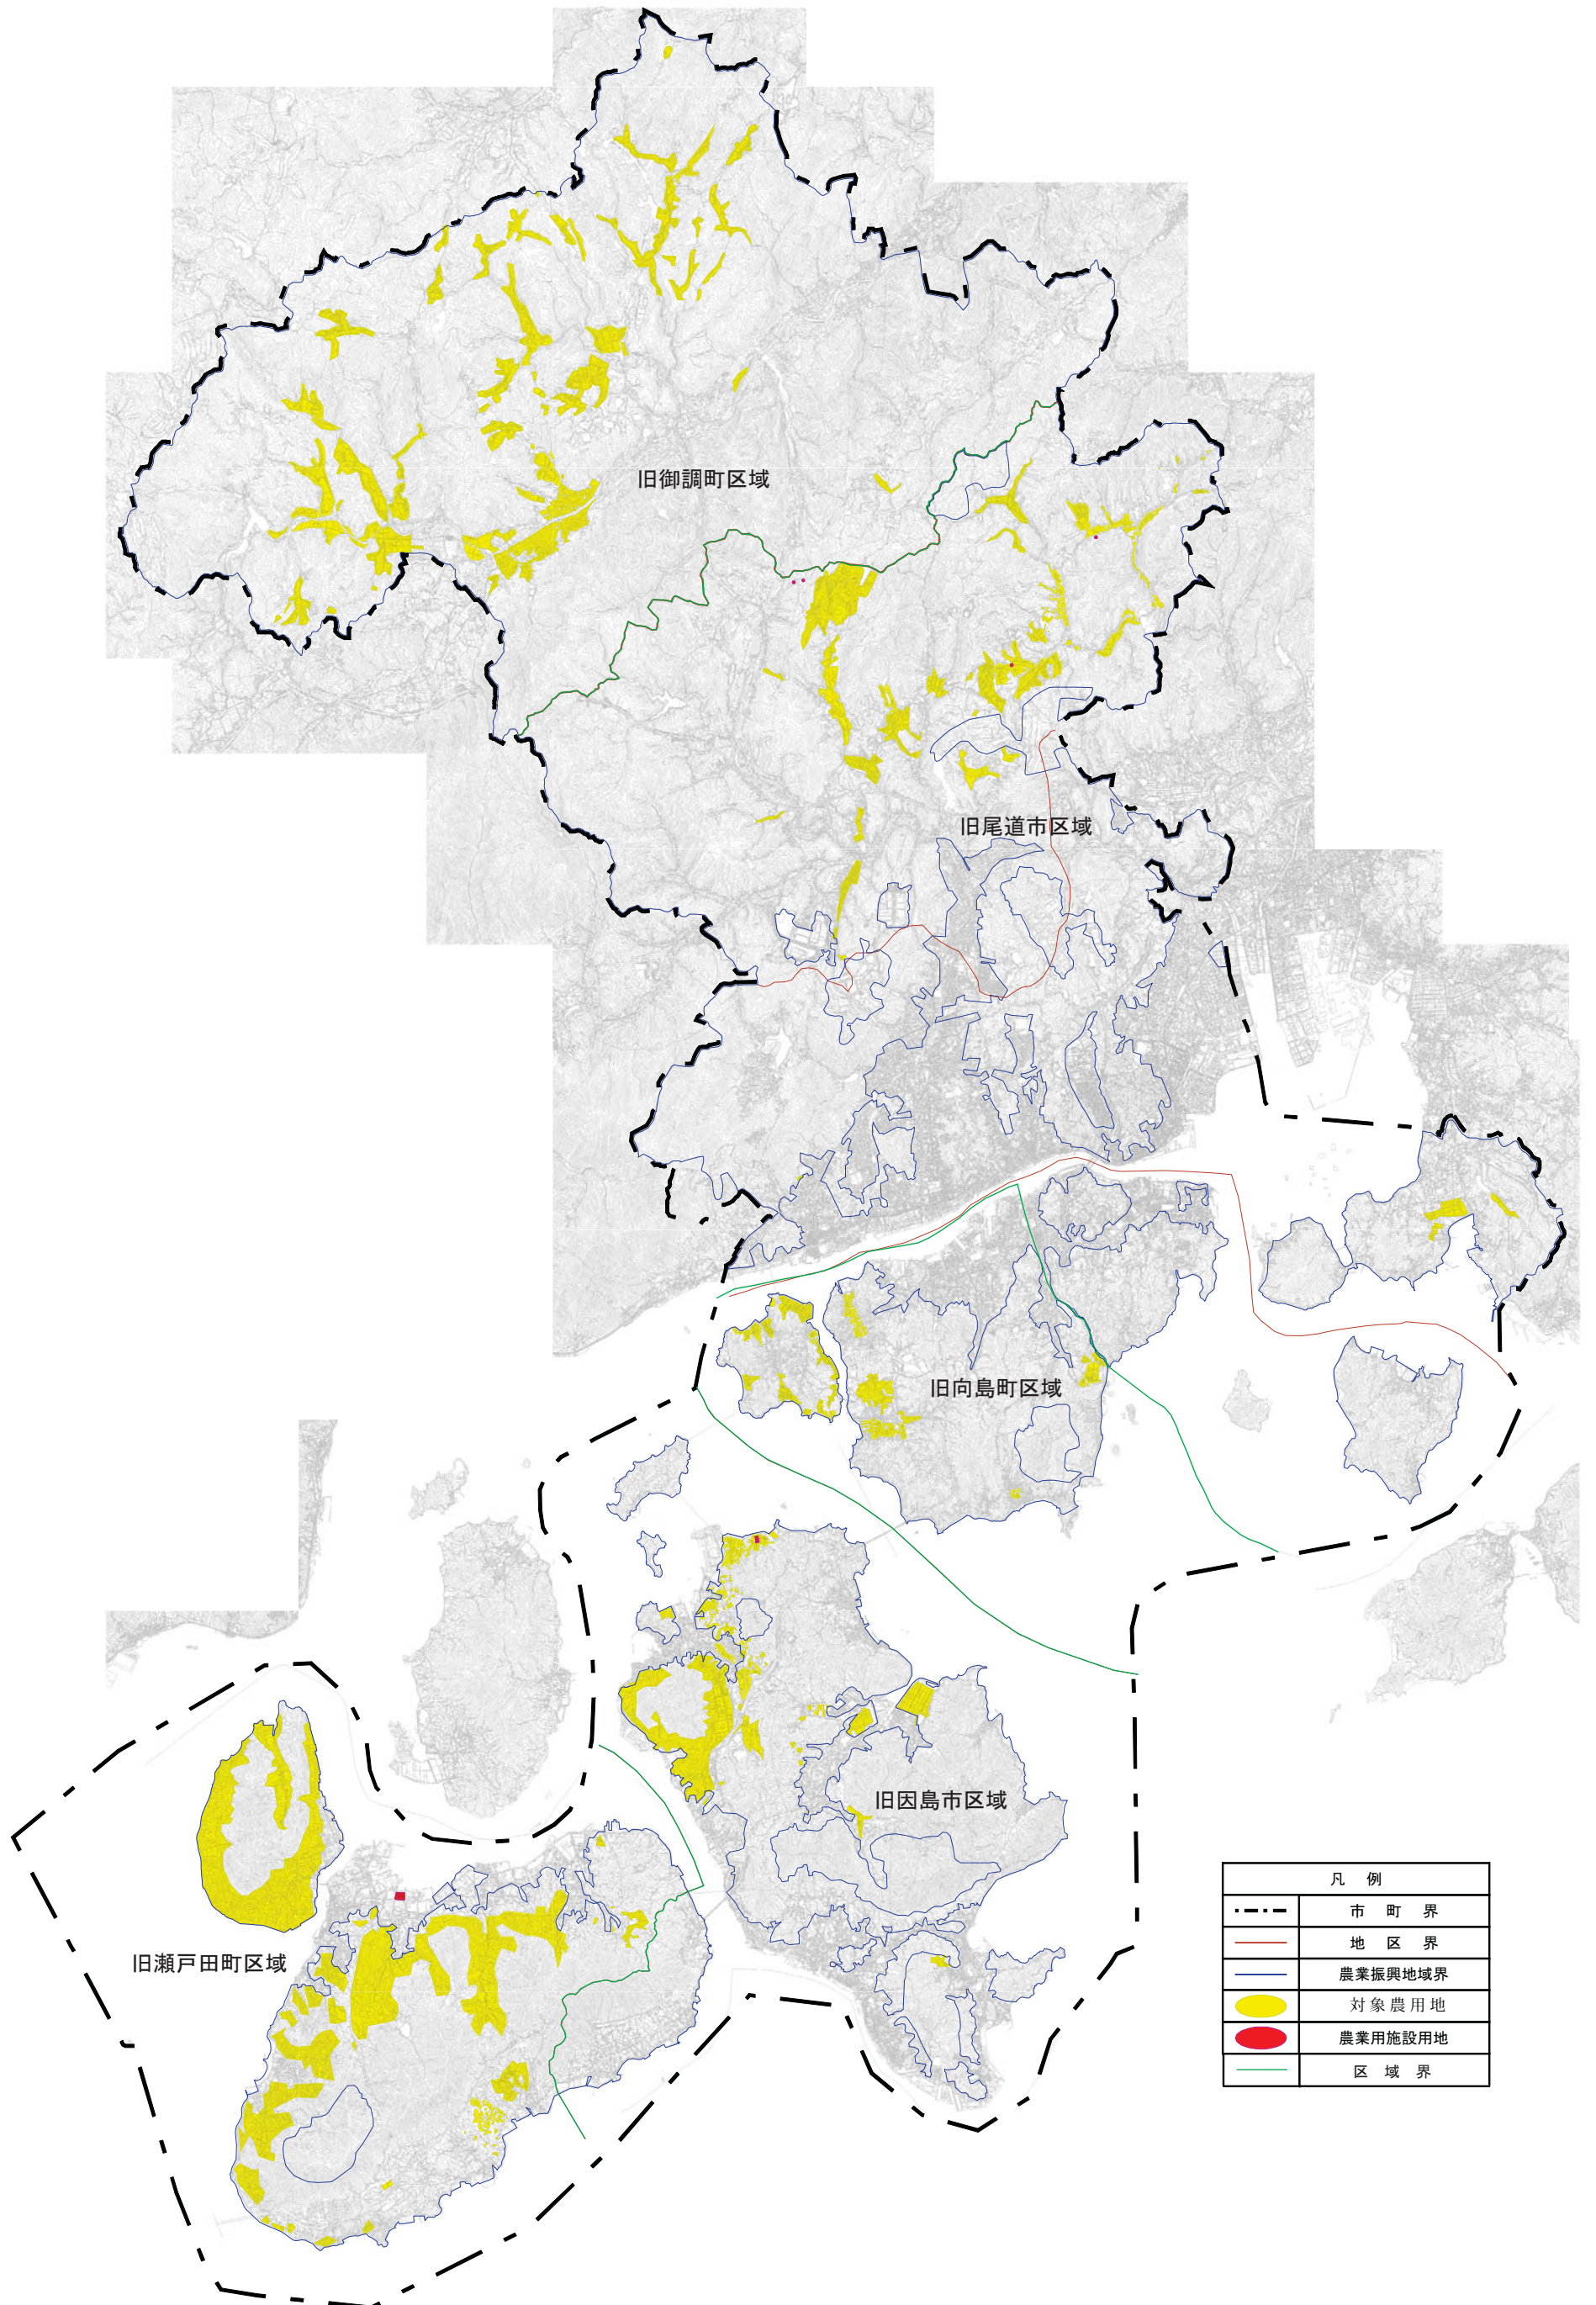 旧御調町区域
旧尾道市区域
旧向島町区域
旧因島市区域
旧瀬戸田町区域
凡 例
市 町 界
地 区 界
農業振興地域界
対象農用地
農業用施設用地
区 域 界